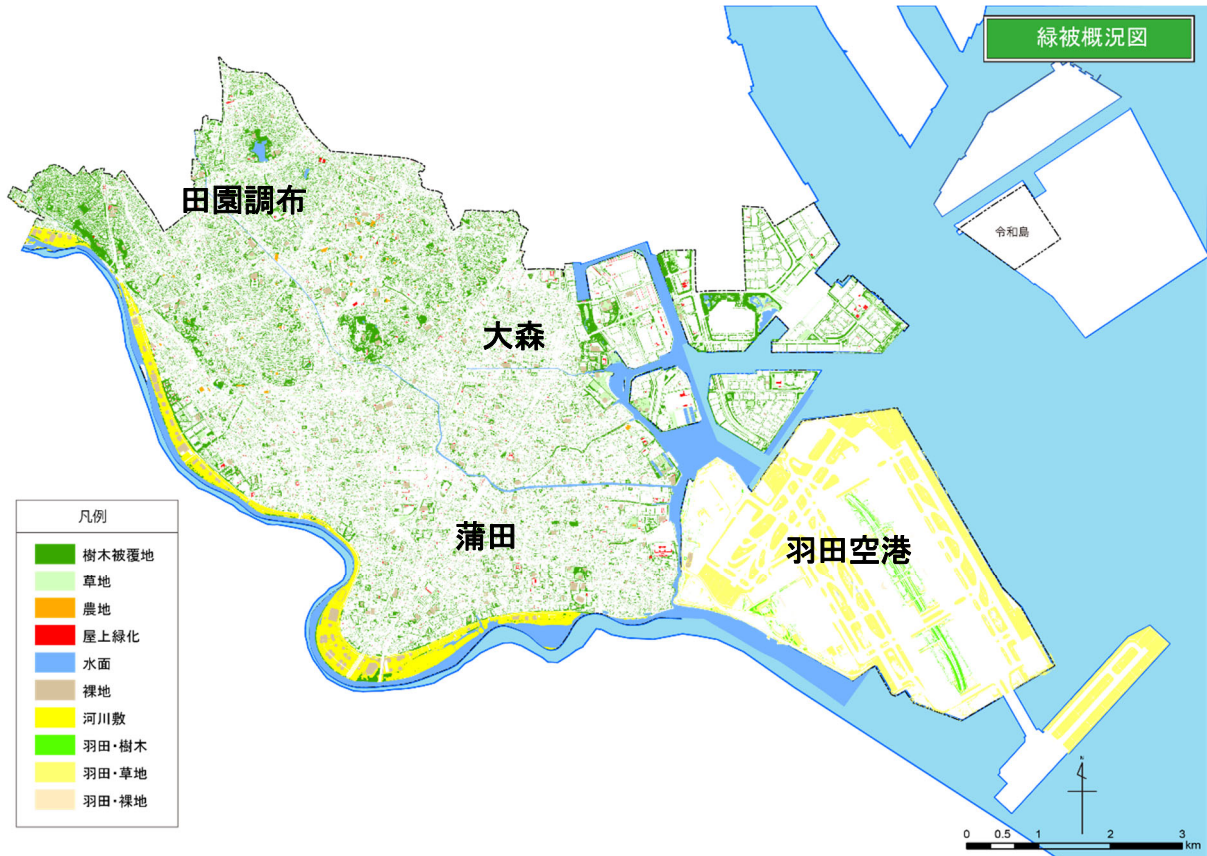 緑被概況図
田園調布
令和島
大森
蒲田
羽田空港
凡例
樹木被覆地
草地
農地
屋上緑化
水面
裸地
河川敷
羽田・樹木
羽田・草地
羽田・裸地
N
0 0.5 1 2 3
km